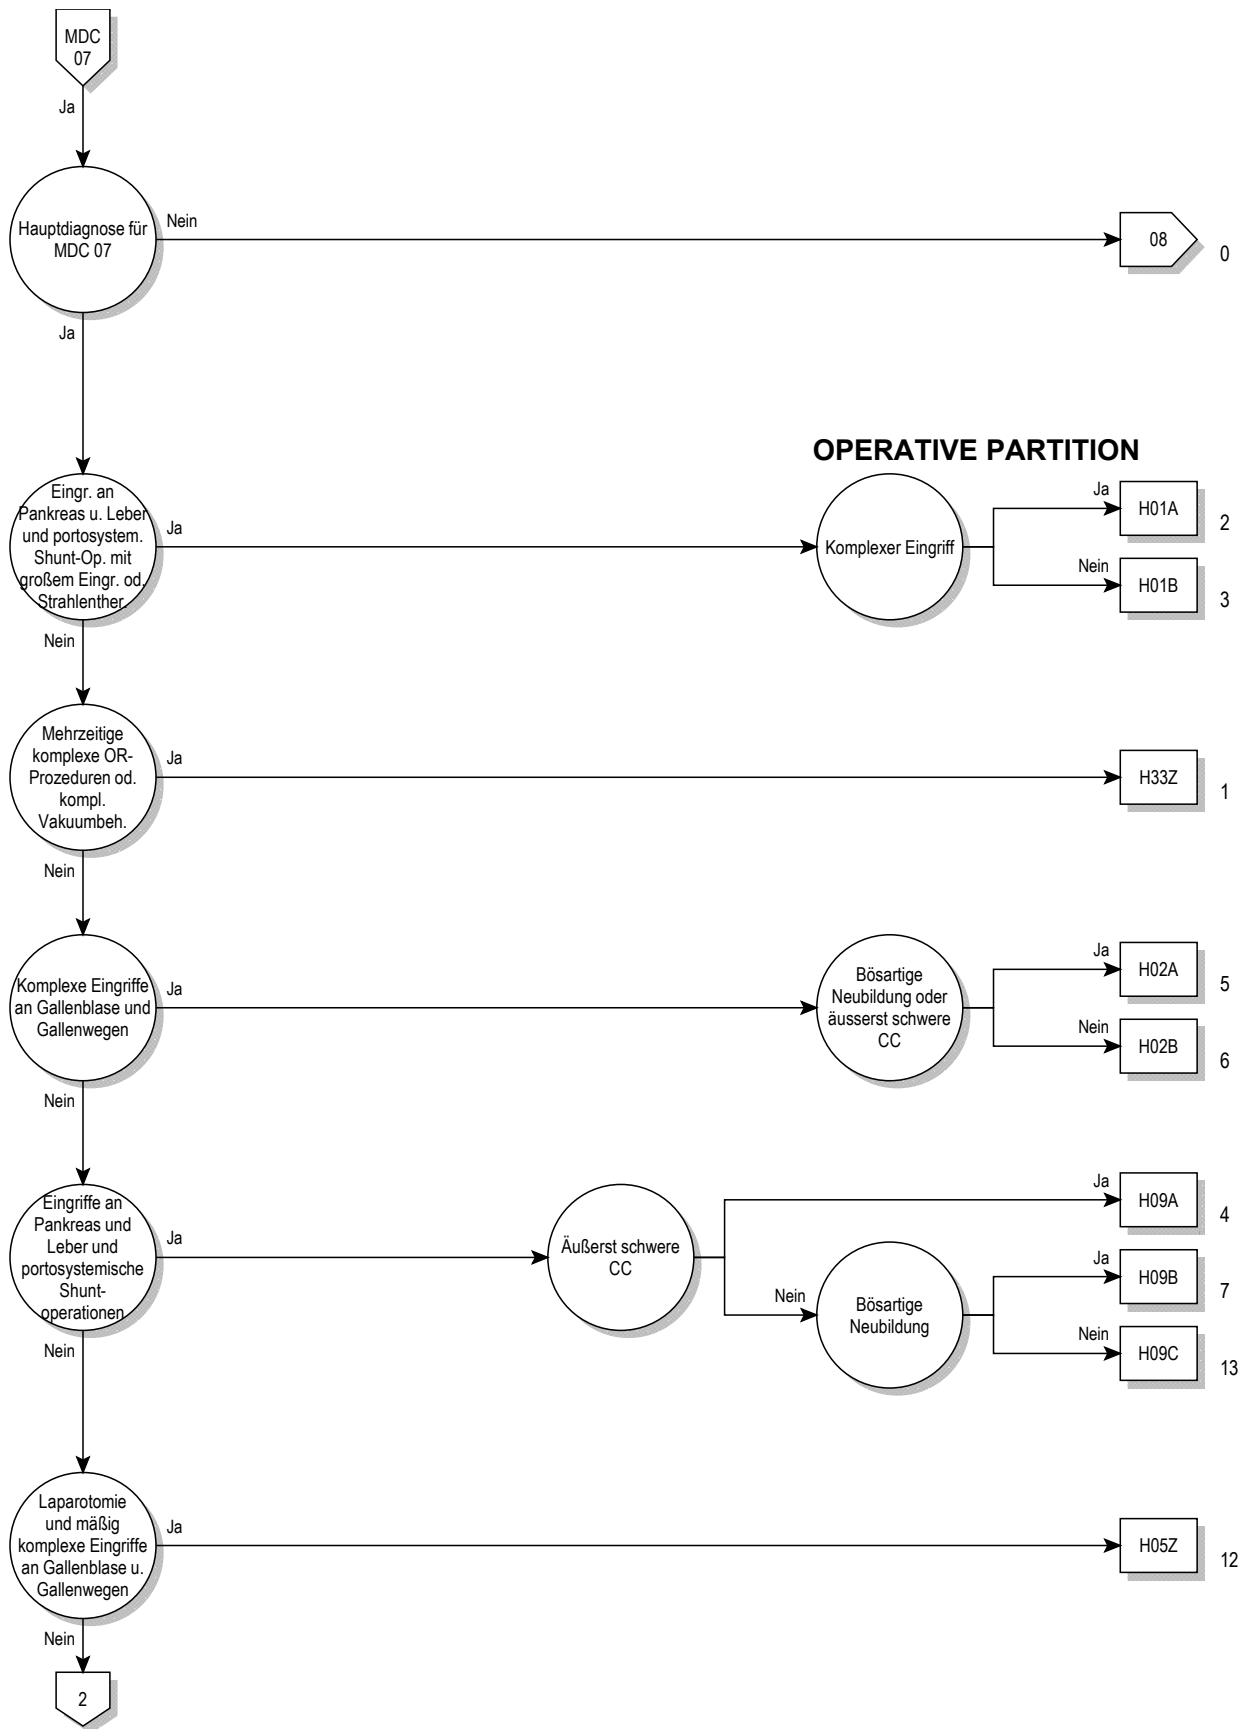 MDC
07
Ja
Hauptdiagnose für
MDC 07
Nein
08
0
Ja
OPERATIVE PARTITION
Eingr. an
Pankreas u. Leber
und portosystem.
Shunt-Op. mit
großem Eingr. od.
Strahlenther.
Ja
Komplexer Eingriff
Ja
H01A
2
Nein
H01B
3
Nein
Mehrzeitige
komplexe OR-
Prozeduren od.
kompl.
Vakuumbeh.
Ja
H33Z
1
Nein
Komplexe Eingriffe
an Gallenblase und
Gallenwegen
Ja
Bösartige
Neubildung oder
äusserst schwere
CC
Ja
H02A
5
Nein
H02B
6
Nein
Eingriffe an
Pankreas und
Leber und
portosystemische
Shunt-
operationen
Ja
Äußerst schwere
CC
Ja
H09A
4
Nein
Bösartige
Neubildung
Ja
H09B
7
Nein
H09C
13
Nein
Laparotomie
und mäßig
komplexe Eingriffe
an Gallenblase u.
Gallenwegen
Ja
H05Z
12
Nein
2